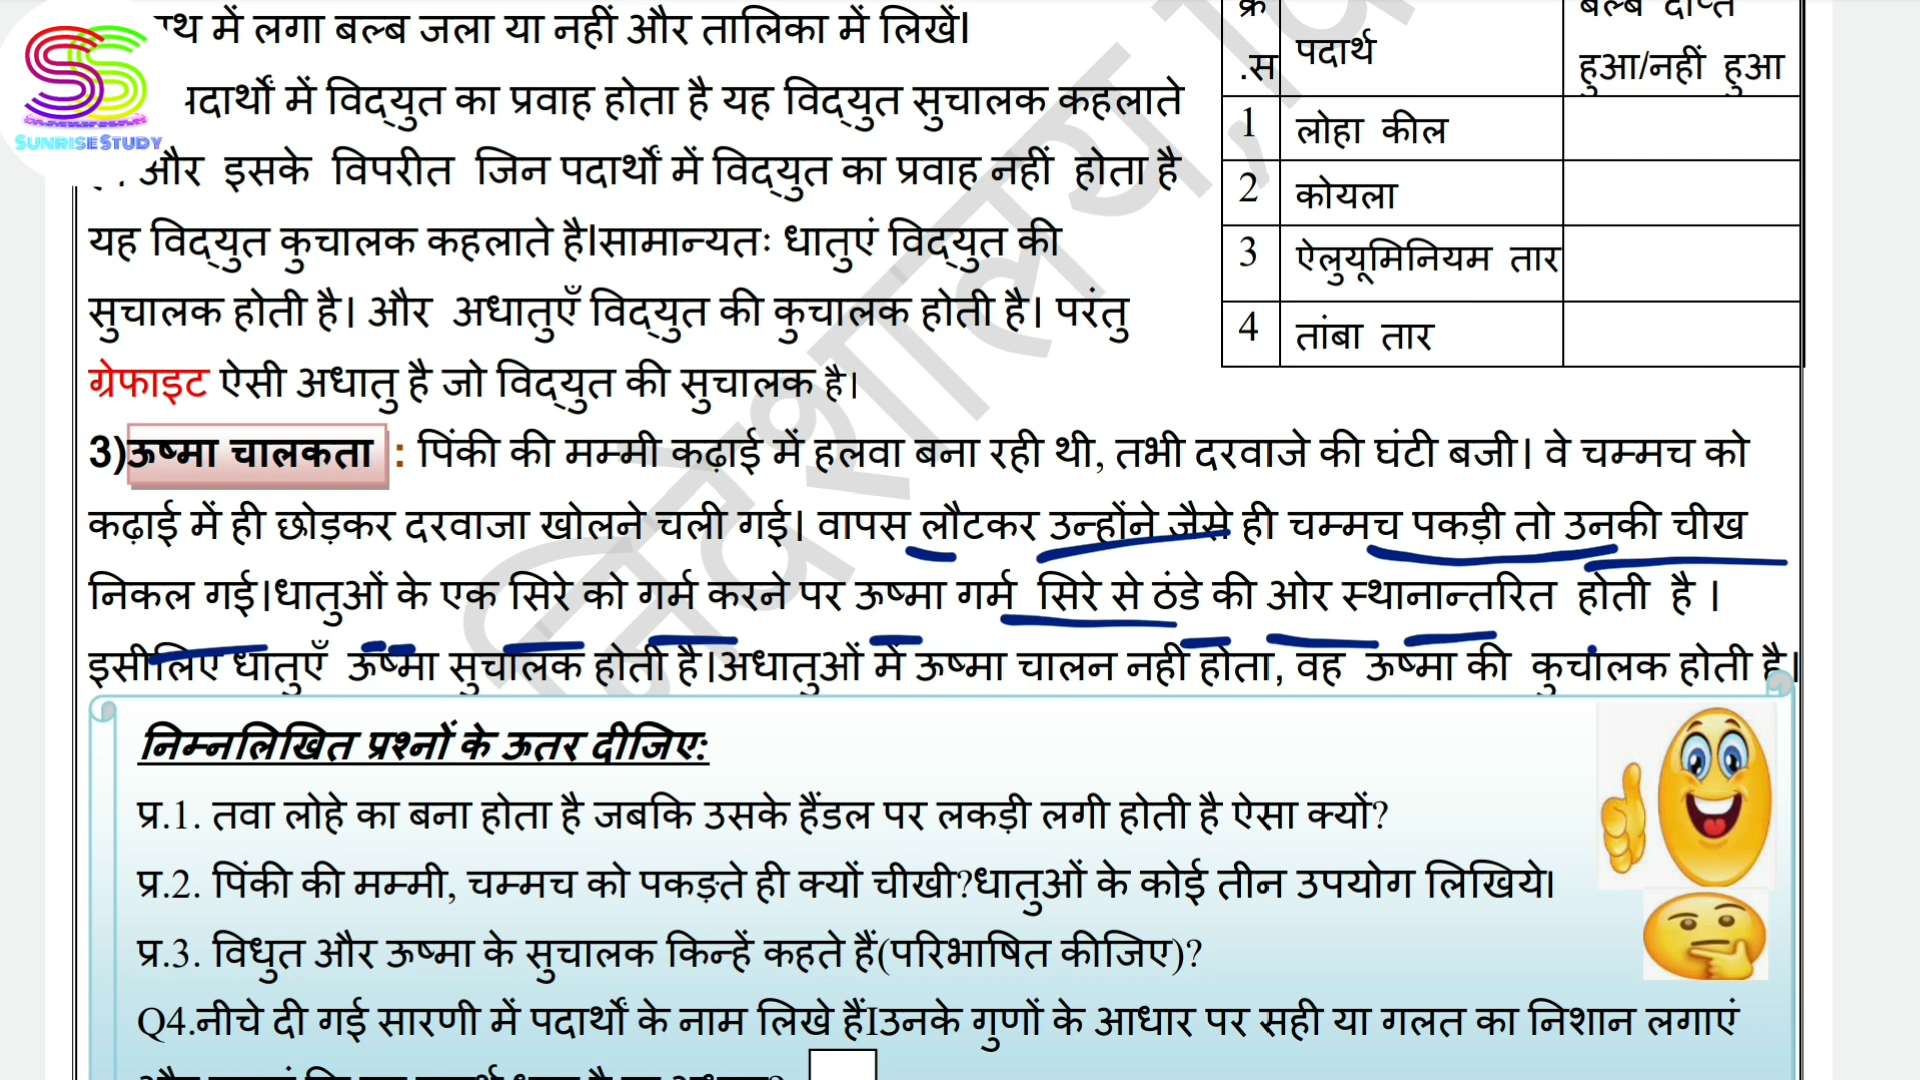 में लगा बल्ब जला या नहीं और तालिका में लिखें।
में विद्युत का प्रवाह होता है यह विद्युत सुचालक कहलाते
और इसके विपरीत जिन पदार्थों में विद्युत का प्रवाह नहीं होता है
यह विद्युत कुचालक कहलाते है।सामान्यतः धातुएं विद्युत की
सुचालक होती है। और अधातुएँ विद्युत की कुचालक होती है। परंतु
ग्रेफाइट ऐसी अधातु है जो विद्युत की सुचालक है।
SUNRISESTUDY
पदार्थ
हुआ/नहीं हुआ
1 लोहा कील
2 कोयला
3 ऐलुयूमिनियम तार
4 तांबा तार
3)ऊष्मा चालकता : पिंकी की मम्मी कढ़ाई में हलवा बना रही थी, तभी दरवाजे की घंटी बजी। वे चम्मच को
कढ़ाई में ही छोड़कर दरवाजा खोलने चली गई। वापस लौटकर उन्होंने जैसे ही चम्मच पकड़ी तो उनकी चीख
निकल गई।धातुओं के एक सिरे को गर्म करने पर ऊष्मा गर्म सिरे से ठंडे की ओर स्थानान्तरित होती है ।
इसीलिए धातुएँ ऊष्मा सुचालक होती है।अधातुओं में ऊष्मा चालन नही होता, वह ऊष्मा की कुचालक होती है।
निम्नलिखित प्रश्नों के ऊतर दीजिए:
प्र.1. तवा लोहे का बना होता है जबकि उसके हैंडल पर लकड़ी लगी होती है ऐसा क्यों?
प्र.2. पिंकी की मम्मी, चम्मच को पकड़ते ही क्यों चीखी?धातुओं के कोई तीन उपयोग लिखिये।
प्र.3. विधुत और ऊष्मा के सुचालक किन्हें कहते हैं(परिभाषित कीजिए)?
Q4.नीचे दी गई सारणी में पदार्थों के नाम लिखे हैंIउनके गुणों के आधार पर सही या गलत का निशान लगाएं